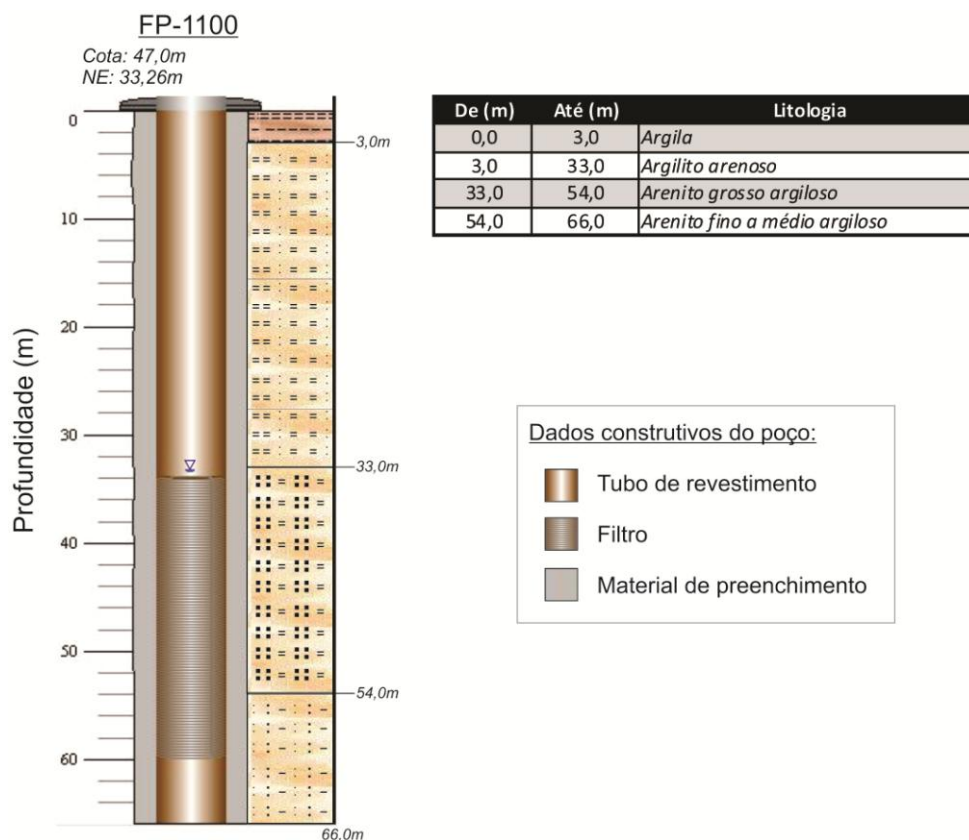 FP-1100
Cota: 47,0m
NE: 33,26m
Profundidade (m)
0
10
20
30
40
50
60
3,0m
33,0m
54,0m
66,0m
De (m) Até (m) Litologia
0,0 3,0 Argila
3,0 33,0 Argilito arenoso
33,0 54,0 Arenito grosso argiloso
54,0 66,0 Arenito fino a médio argiloso
Dados construtivos do poço:
Tubo de revestimento
Filtro
Material de preenchimento